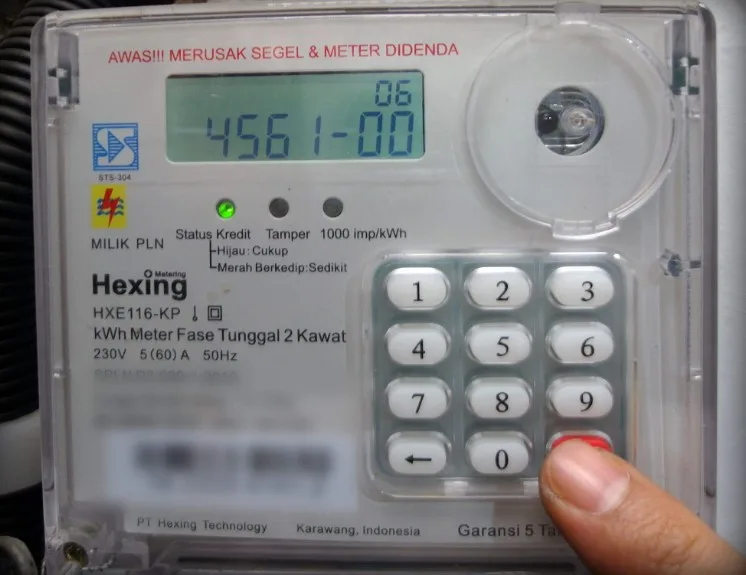 AWAS!!! MERUSAK SEGEL & METER DIDENDA
06
4561-00
STS-304
MILIK PLN
Status Kredit Tamper 1000 imp/kWh
Hijau: Cukup
Merah Berkedip: Sedikit
Metering
Hexing
HXE116-KP
kWh Meter Fase Tunggal 2 Kawat
230V 5(60)A 50Hz
1 2 3
4 5 6
7 8 9
← 0
PT Hexing Technology Karawang, Indonesia Garansi 5